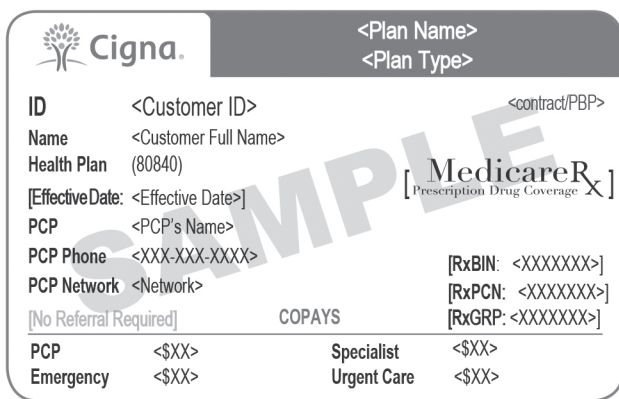 Cigna.
<Plan Name>
<Plan Type>
ID <Customer ID>
<contract/PBP>
Name <Customer Full Name>
Health Plan (80840)
[MedicareRx
Prescription Drug Coverage]
[Effective Date: <Effective Date>]
PCP <PCP's Name>
PCP Phone <XXX-XXX-XXXX>
PCP Network <Network>
[RxBIN: <XXXXXXX>]
[RxPCN: <XXXXXXX>]
[RxGRP: <XXXXXXX>]
[No Referral Required]
COPAYS
PCP <$XX> Specialist <$XX>
Emergency <$XX> Urgent Care <$XX>
SAMPLE